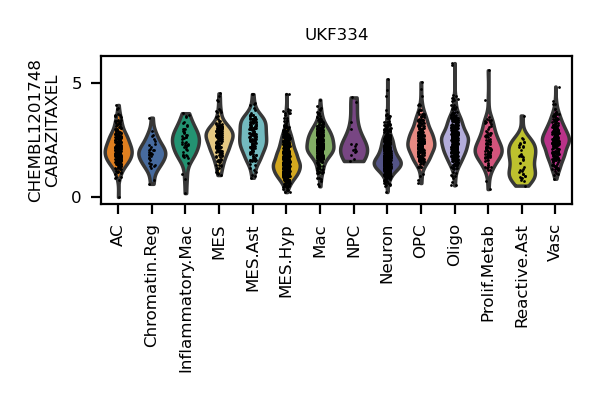 UKF334
CHEMBL1201748
CABAZITAXEL
5
0
AC
Chromatin.Reg
Inflammatory.Mac
MES
MES.Ast
MES.Hyp
Mac
NPC
Neuron
OPC
Oligo
Prolif.Metab
Reactive.Ast
Vasc